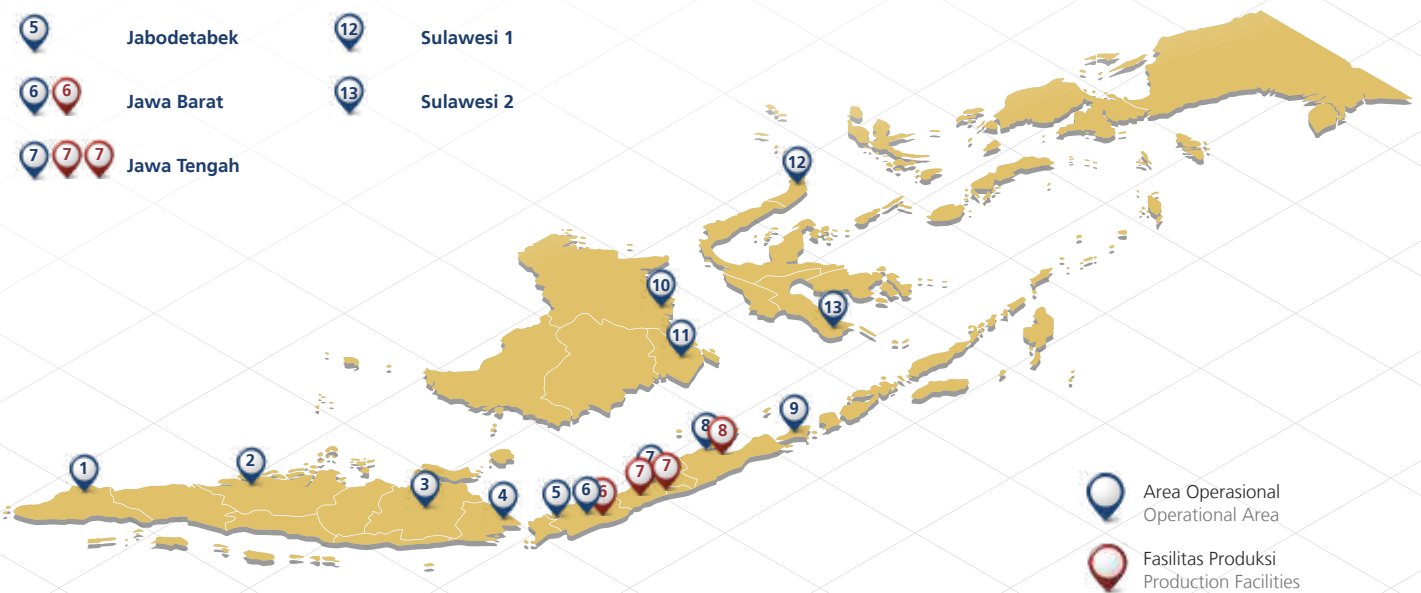 5 Jabodetabek
6 6 Jawa Barat
7 7 7 Jawa Tengah
12 Sulawesi 1
13 Sulawesi 2
12
10
13
11
9
8 8
7
7 7
1
2
3
4
5
6 6
Area Operasional
Operational Area
Fasilitas Produksi
Production Facilities